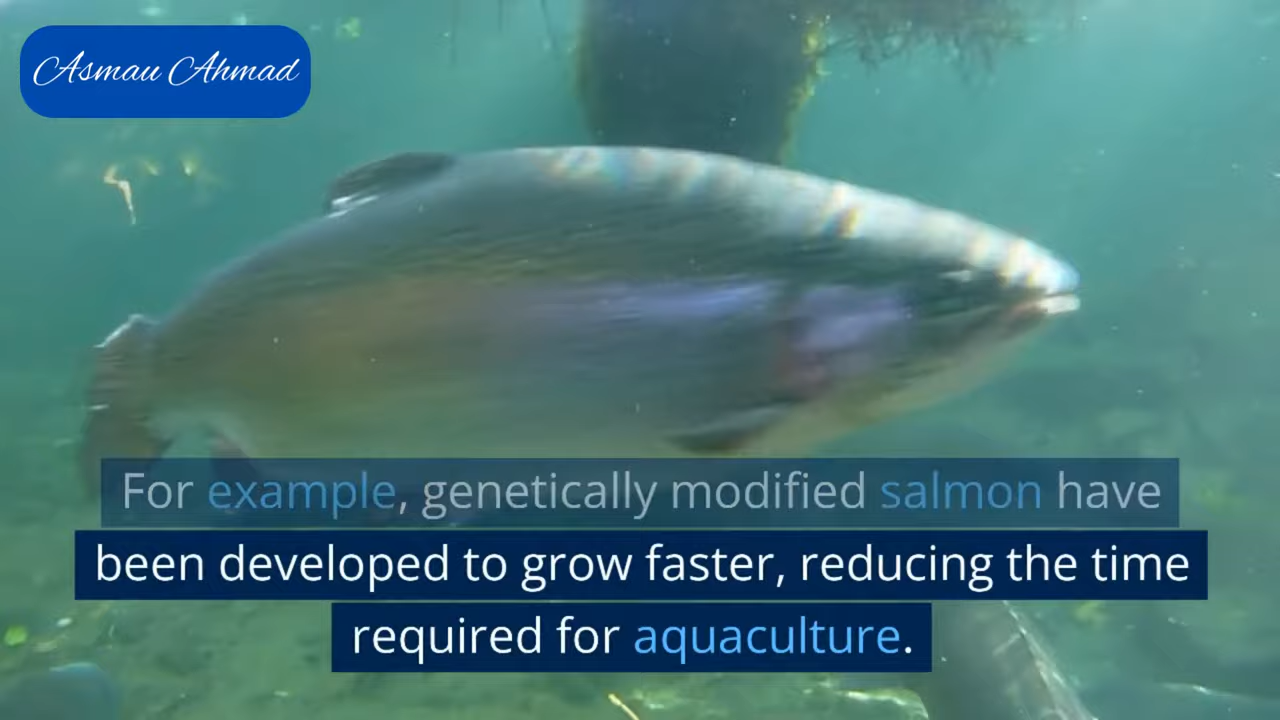 Asmau Ahmad
For example, genetically modified salmon have
been developed to grow faster, reducing the time
required for aquaculture.